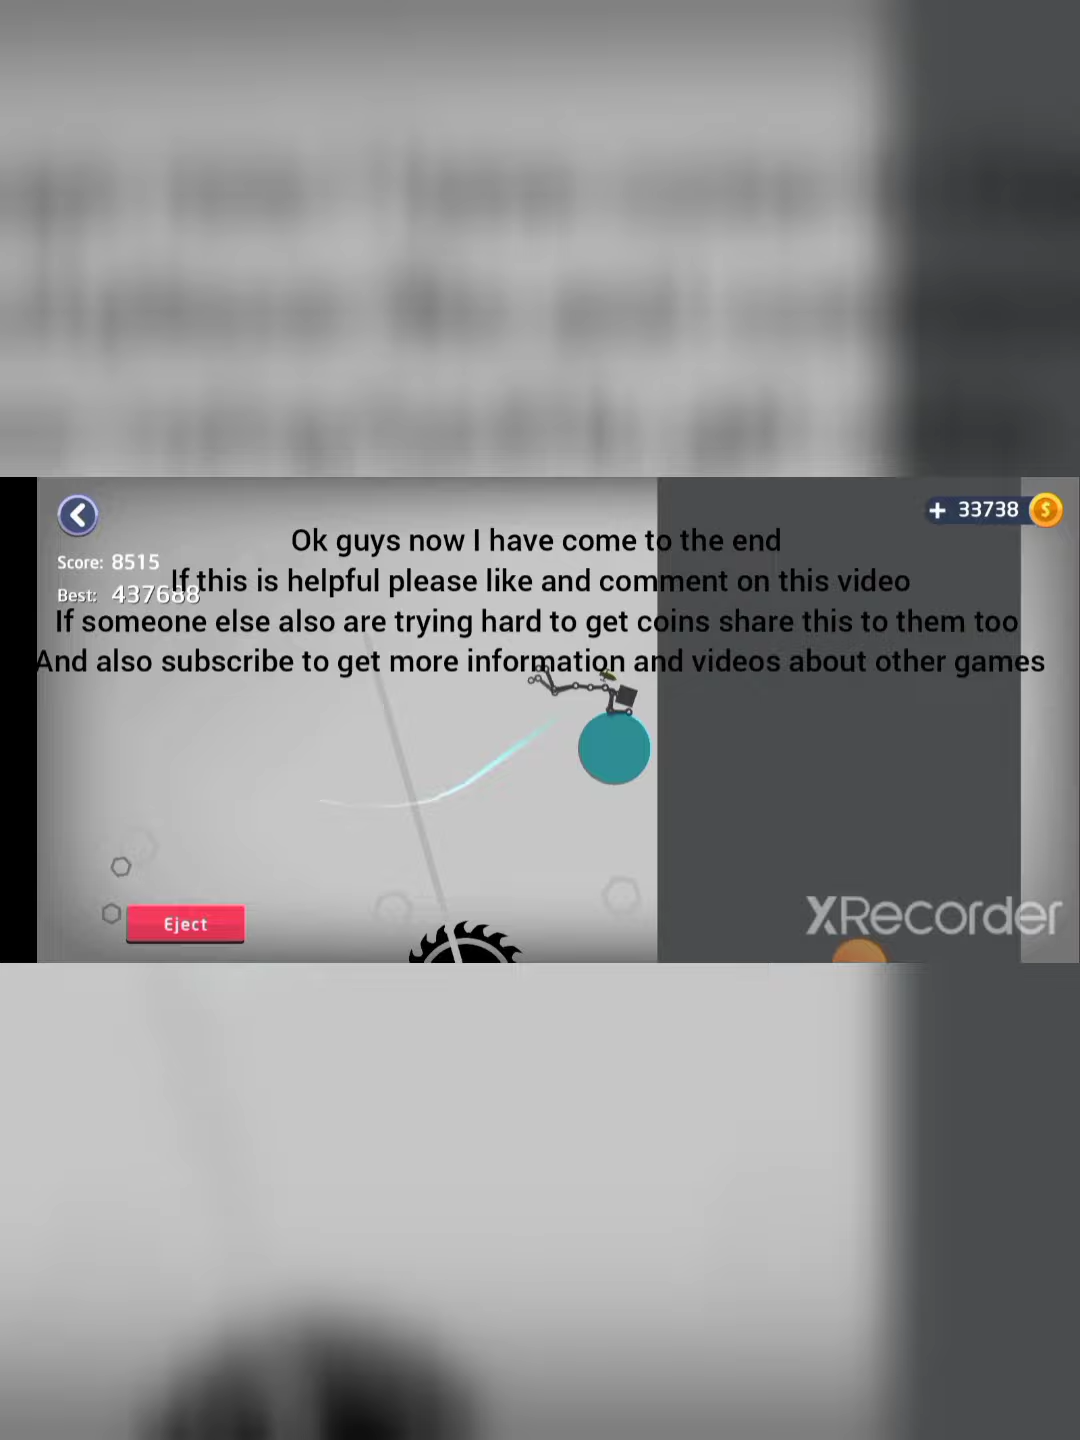 33738
Ok guys now I have come to the end
Score: 8515
If this is helpful please like and comment on this video
Best: 437688
If someone else also are trying hard to get coins share this to them too
And also subscribe to get more information and videos about other games
Eject
XRecorder